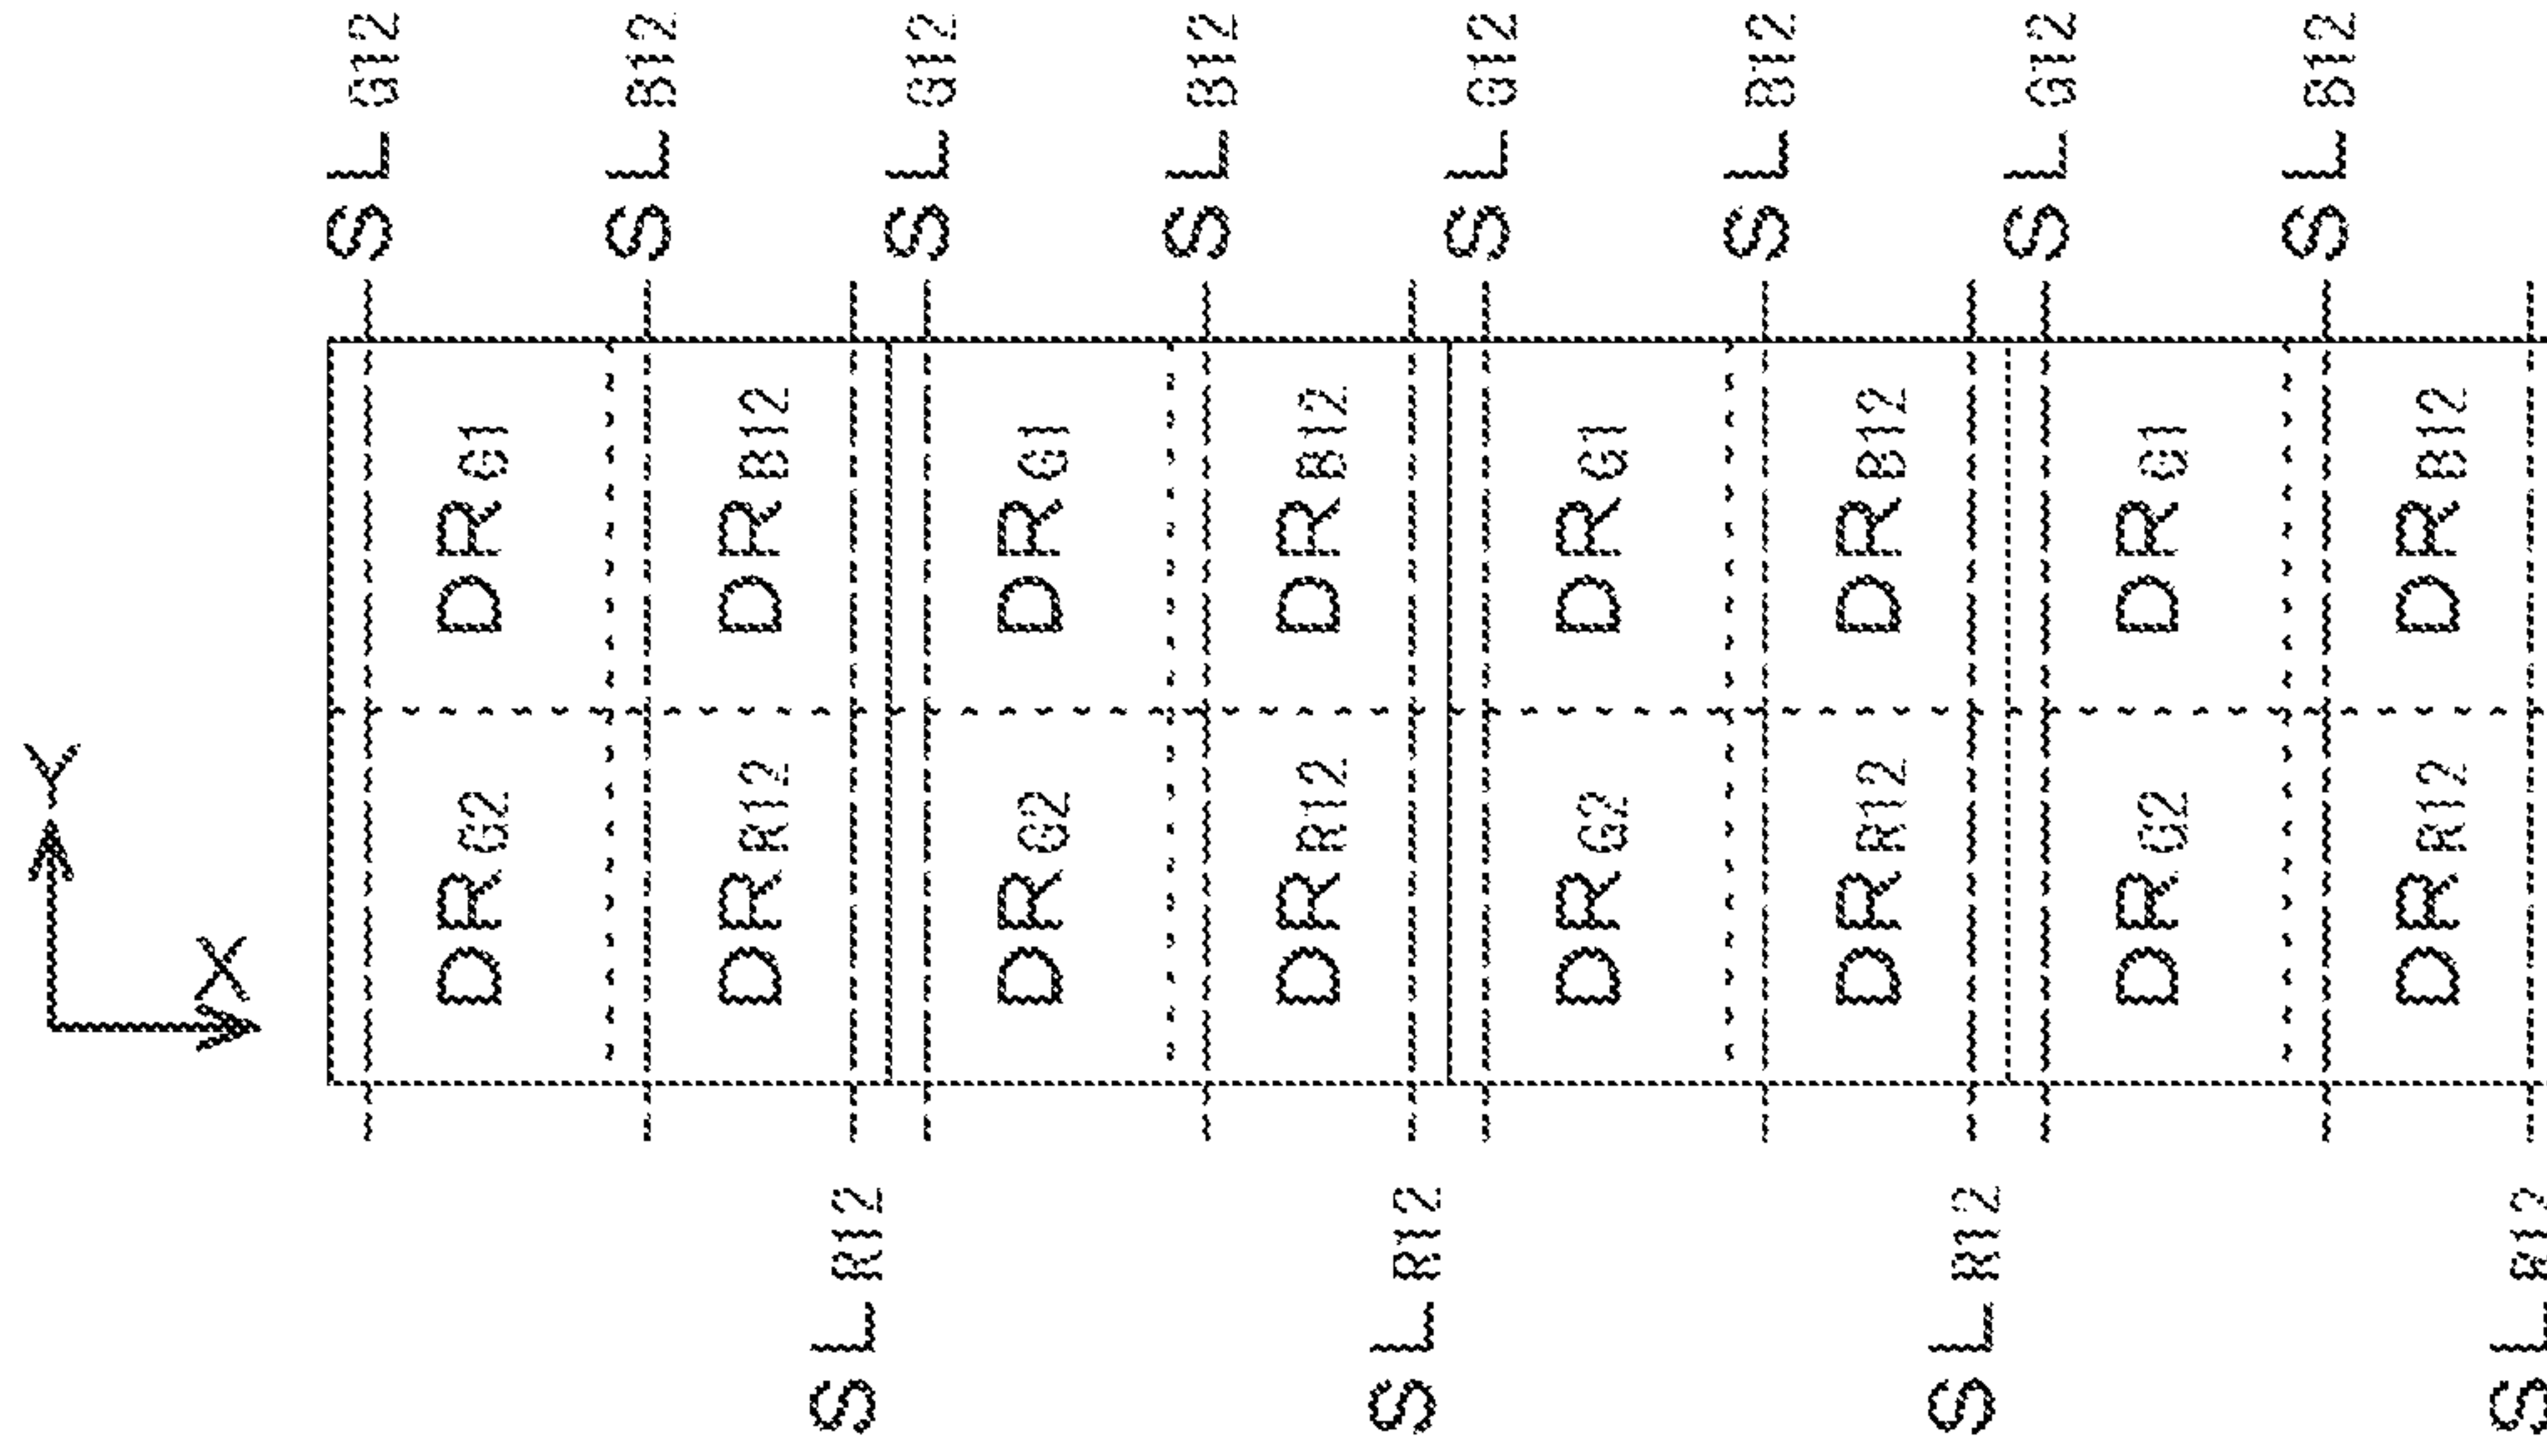 SL G12 SL B12 SL G12 SL B12 SL G12 SL B12 SL G12 SL B12
DR G1 DR B12 DR G1 DR B12 DR G1 DR B12 DR G1 DR B12
Y
DR G2 DR R12 DR G2 DR R12 DR G2 DR R12 DR G2 DR R12
X
SL R12 SL R12 SL R12 SL R12